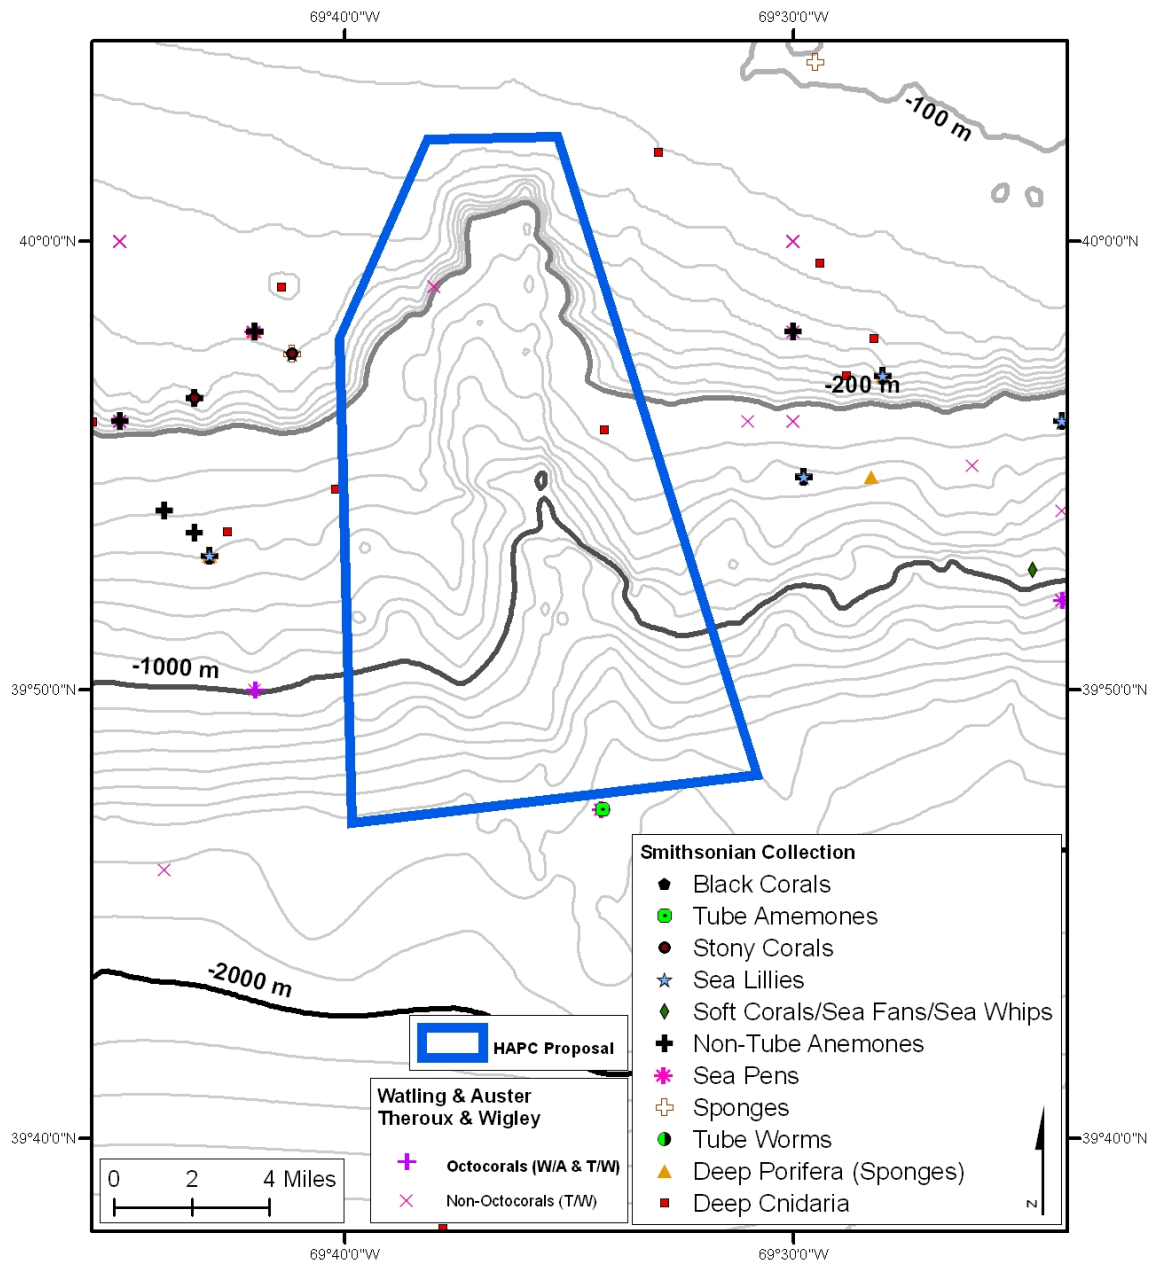 69°40'0"W 69°30'0"W
-100 m
40°0'0"N 40°0'0"N
-200 m
-1000 m
39°50'0"N 39°50'0"N
Smithsonian Collection
Black Corals
Tube Amemones
Stony Corals
Sea Lillies
Soft Corals/Sea Fans/Sea Whips
Non-Tube Anemones
Sea Pens
Sponges
Tube Worms
Deep Porifera (Sponges)
Deep Cnidaria
-2000 m
HAPC Proposal
Watling & Auster
Theroux & Wigley
Octocorals (W/A & T/W)
Non-Octocorals (T/W)
39°40'0"N 39°40'0"N
0 2 4 Miles
N
69°40'0"W 69°30'0"W